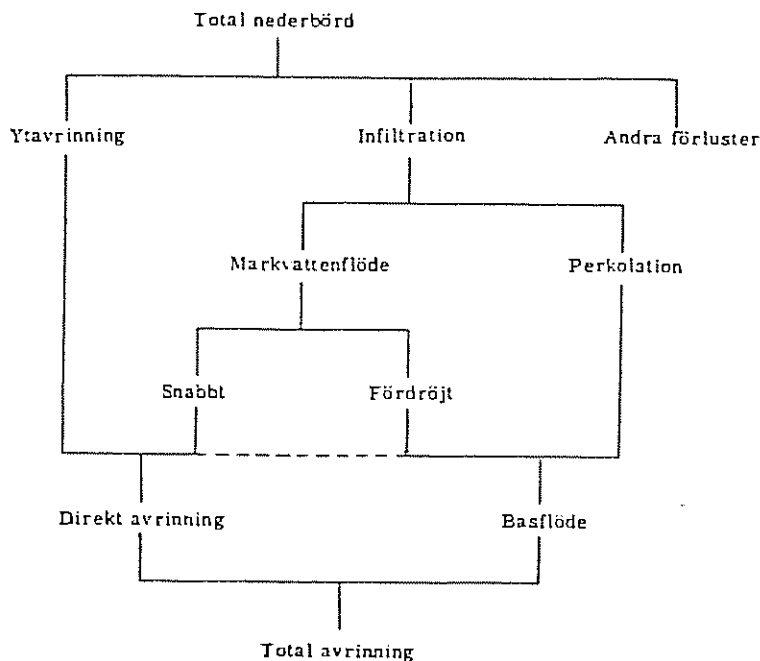 Total nederbörd
Ytavrinning Infiltration Andra förluster
Markvattenflöde Perkolation
Snabbt Fördröjt
Direkt avrinning Basflöde
Total avrinning